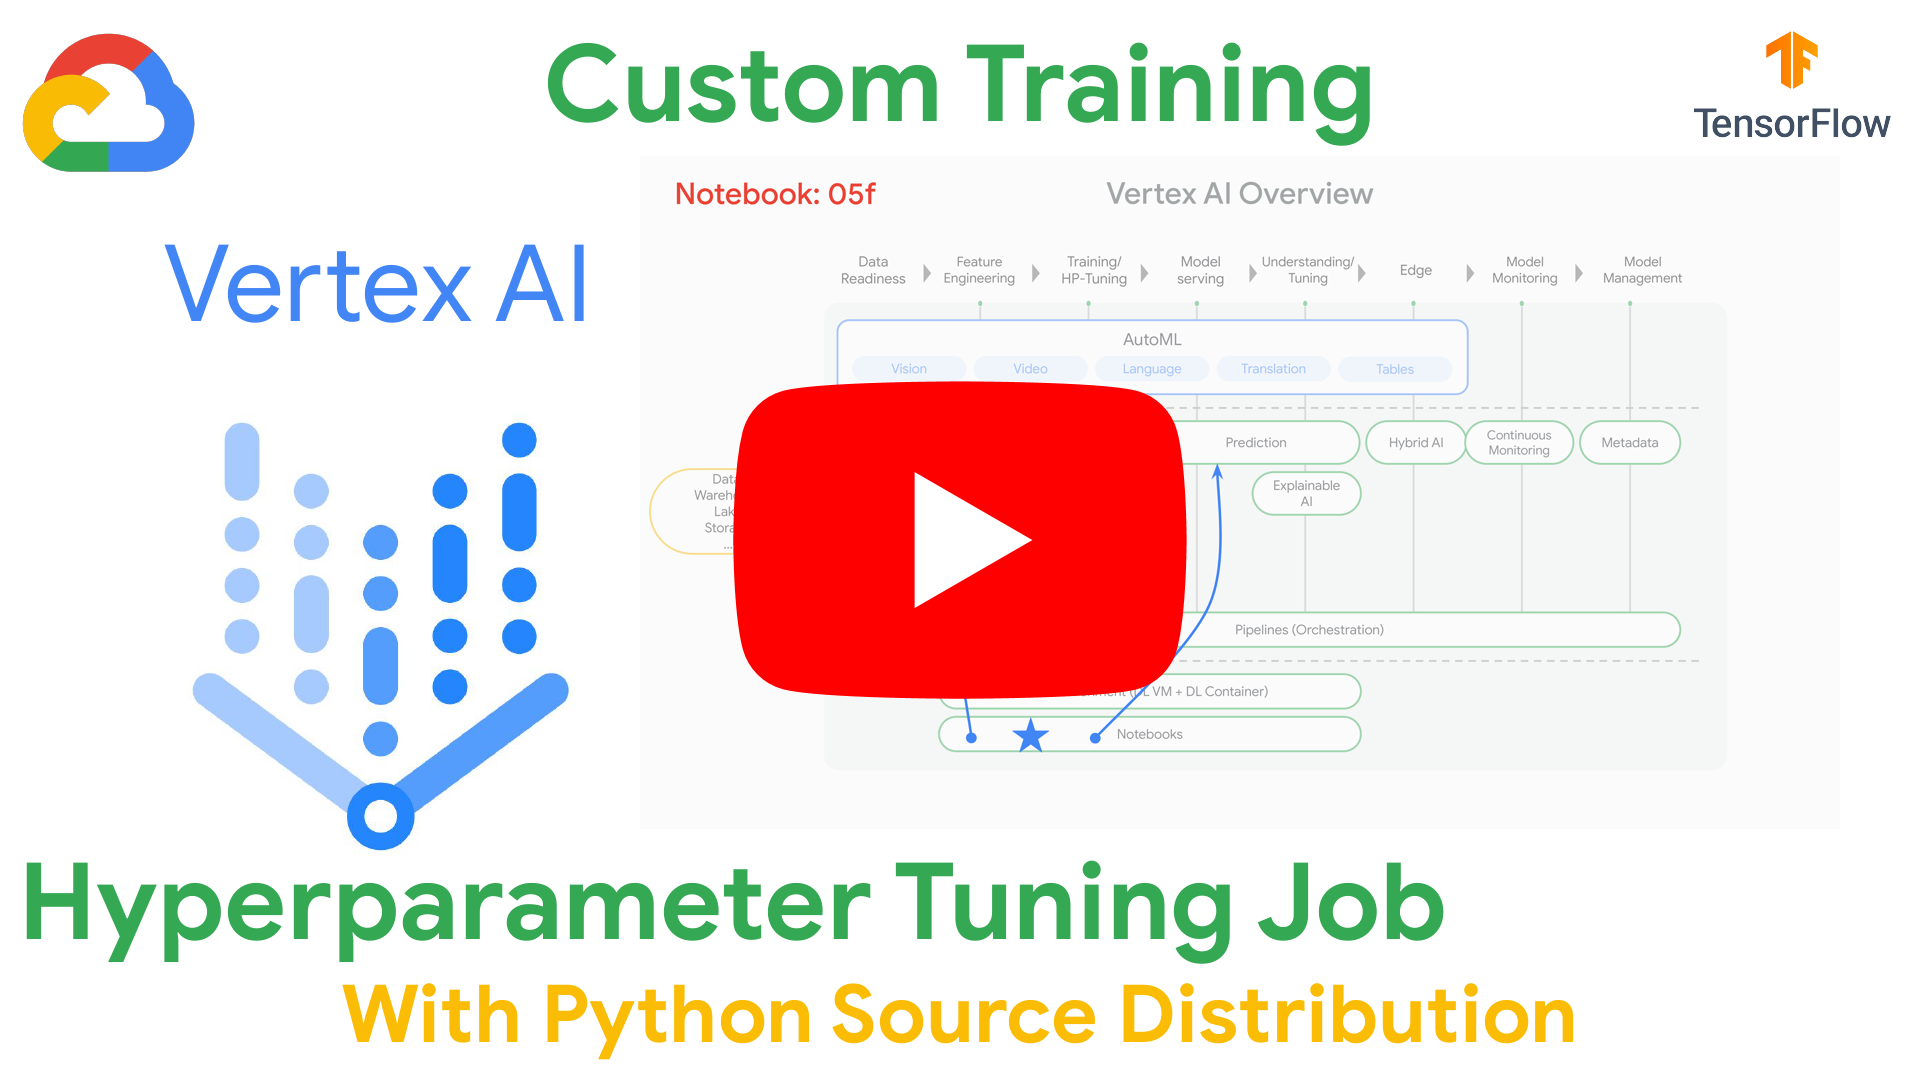 Custom Training
TensorFlow
Notebook: 05f
Vertex AI Overview
Vertex AI
Data
Readiness
Feature
Engineering
Training/
HP-Tuning
Model
serving
Understanding/
Tuning
Edge
Model
Monitoring
Model
Management
AutoML
Vision
Video
Language
Translation
Tables
Prediction
Hybrid AI
Continuous
Monitoring
Metadata
Explainable
AI
Data
...
Pipelines (Orchestration)
(DL VM + DL Container)
Notebooks
Hyperparameter Tuning Job
With Python Source Distribution